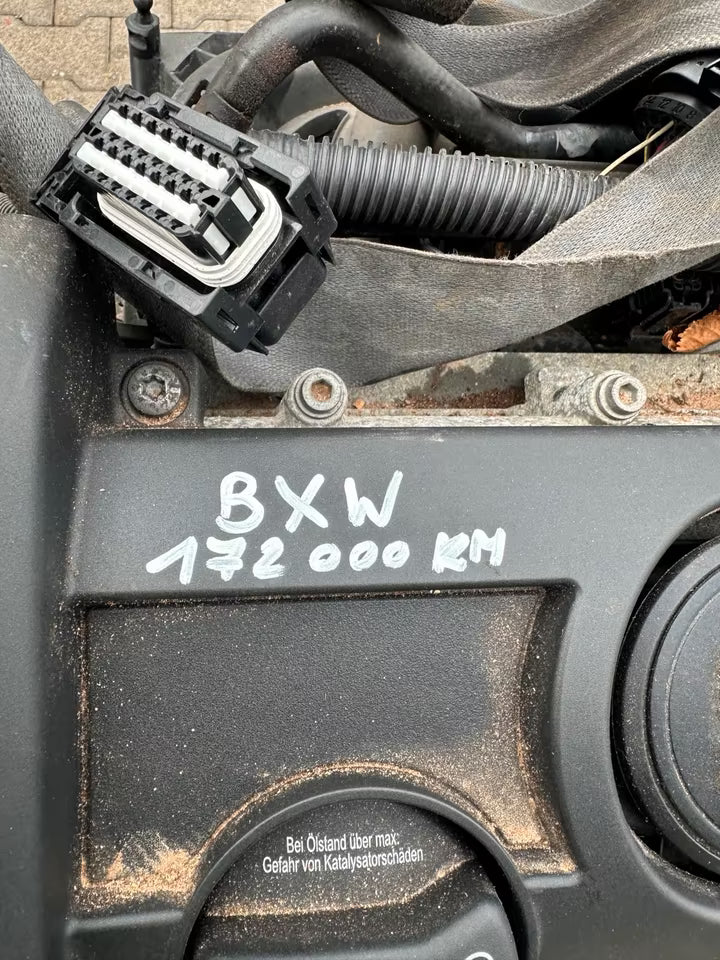 BXW
172 000 KM
Bei Ölstand über max:
Gefahr von Katalysatorschäden